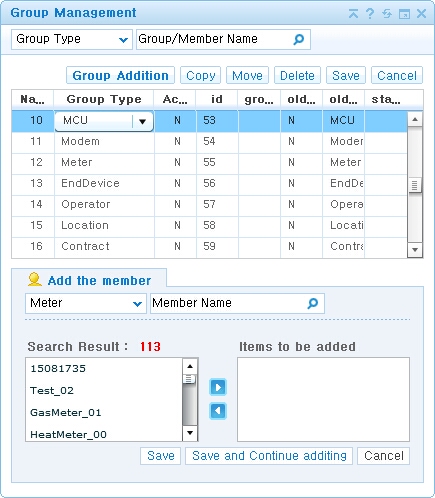 Group Management
Group Type Group/Member Name
Group Addition Copy Move Delete Save Cancel
Na... Group Type Ac... id gro... old... old... sta...
10 MCU N 53 N MCU
11 Modem N 54 N Modem
12 Meter N 55 N Meter
13 EndDevice N 56 N EndDe
14 Operator N 57 N Opera
15 Location N 58 N Locati
16 Contract N 59 N Contra
Add the member
Meter Member Name
Search Result : 113 Items to be added
15081735
Test_02
GasMeter_01
HeatMeter_00
Save Save and Continue additing Cancel